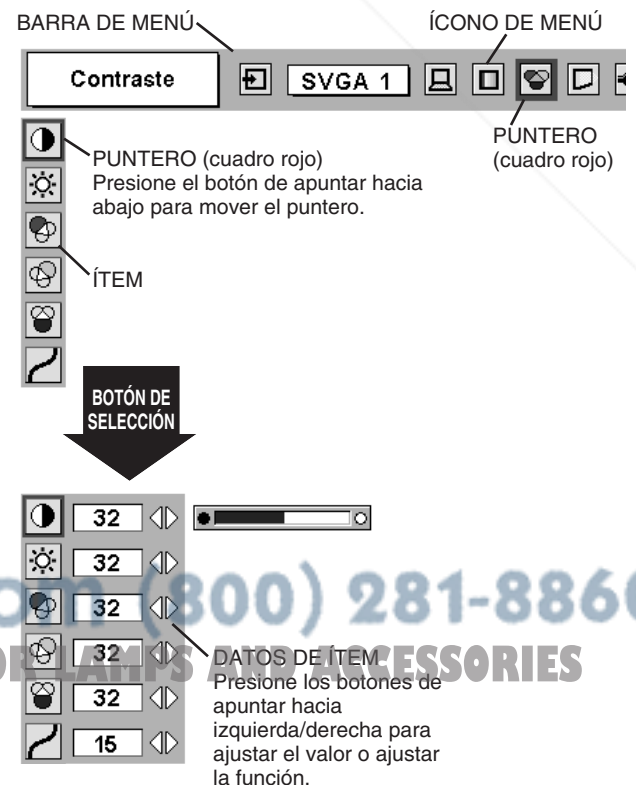 BARRA DE MENÚ
ÍCONO DE MENÚ
Contraste
SVGA 1
PUNTERO
(cuadro rojo)
PUNTERO (cuadro rojo)
Presione el botón de apuntar hacia
abajo para mover el puntero.
ÍTEM
BOTÓN DE
SELECCIÓN
32
32
32
32
32
15
om (800) 281-8860
OR LAMPS AND ACCESSORIES
DATOS DE ÍTEM
Presione los botones de
apuntar hacia
izquierda/derecha para
ajustar el valor o ajustar
la función.